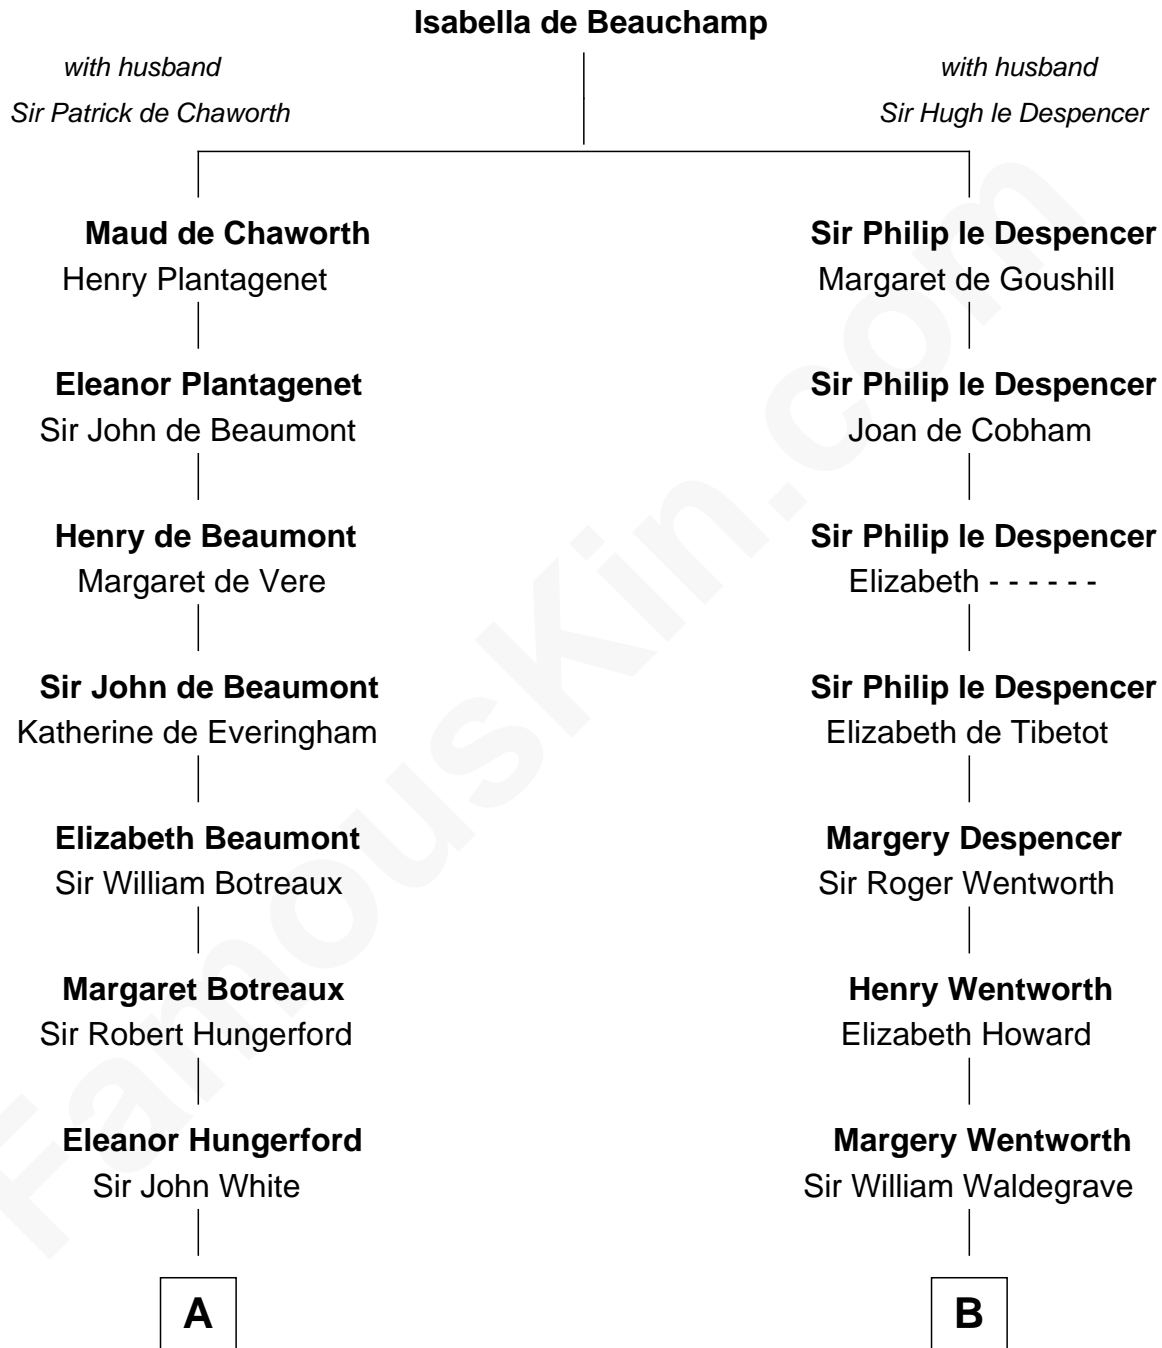 Isabella de Beauchamp
with husband
Sir Patrick de Chaworth
with husband
Sir Hugh le Despencer
Maud de Chaworth
Henry Plantagenet
Sir Philip le Despencer
Margaret de Goushill
Eleanor Plantagenet
Sir John de Beaumont
Sir Philip le Despencer
Joan de Cobham
Henry de Beaumont
Margaret de Vere
Sir Philip le Despencer
Elizabeth - - - - - -
Sir John de Beaumont
Katherine de Everingham
Sir Philip le Despencer
Elizabeth de Tibetot
Elizabeth Beaumont
Sir William Botreaux
Margery Despencer
Sir Roger Wentworth
Margaret Botreaux
Sir Robert Hungerford
Henry Wentworth
Elizabeth Howard
Eleanor Hungerford
Sir John White
Margery Wentworth
Sir William Waldegrave
A
B
FamousKin.com